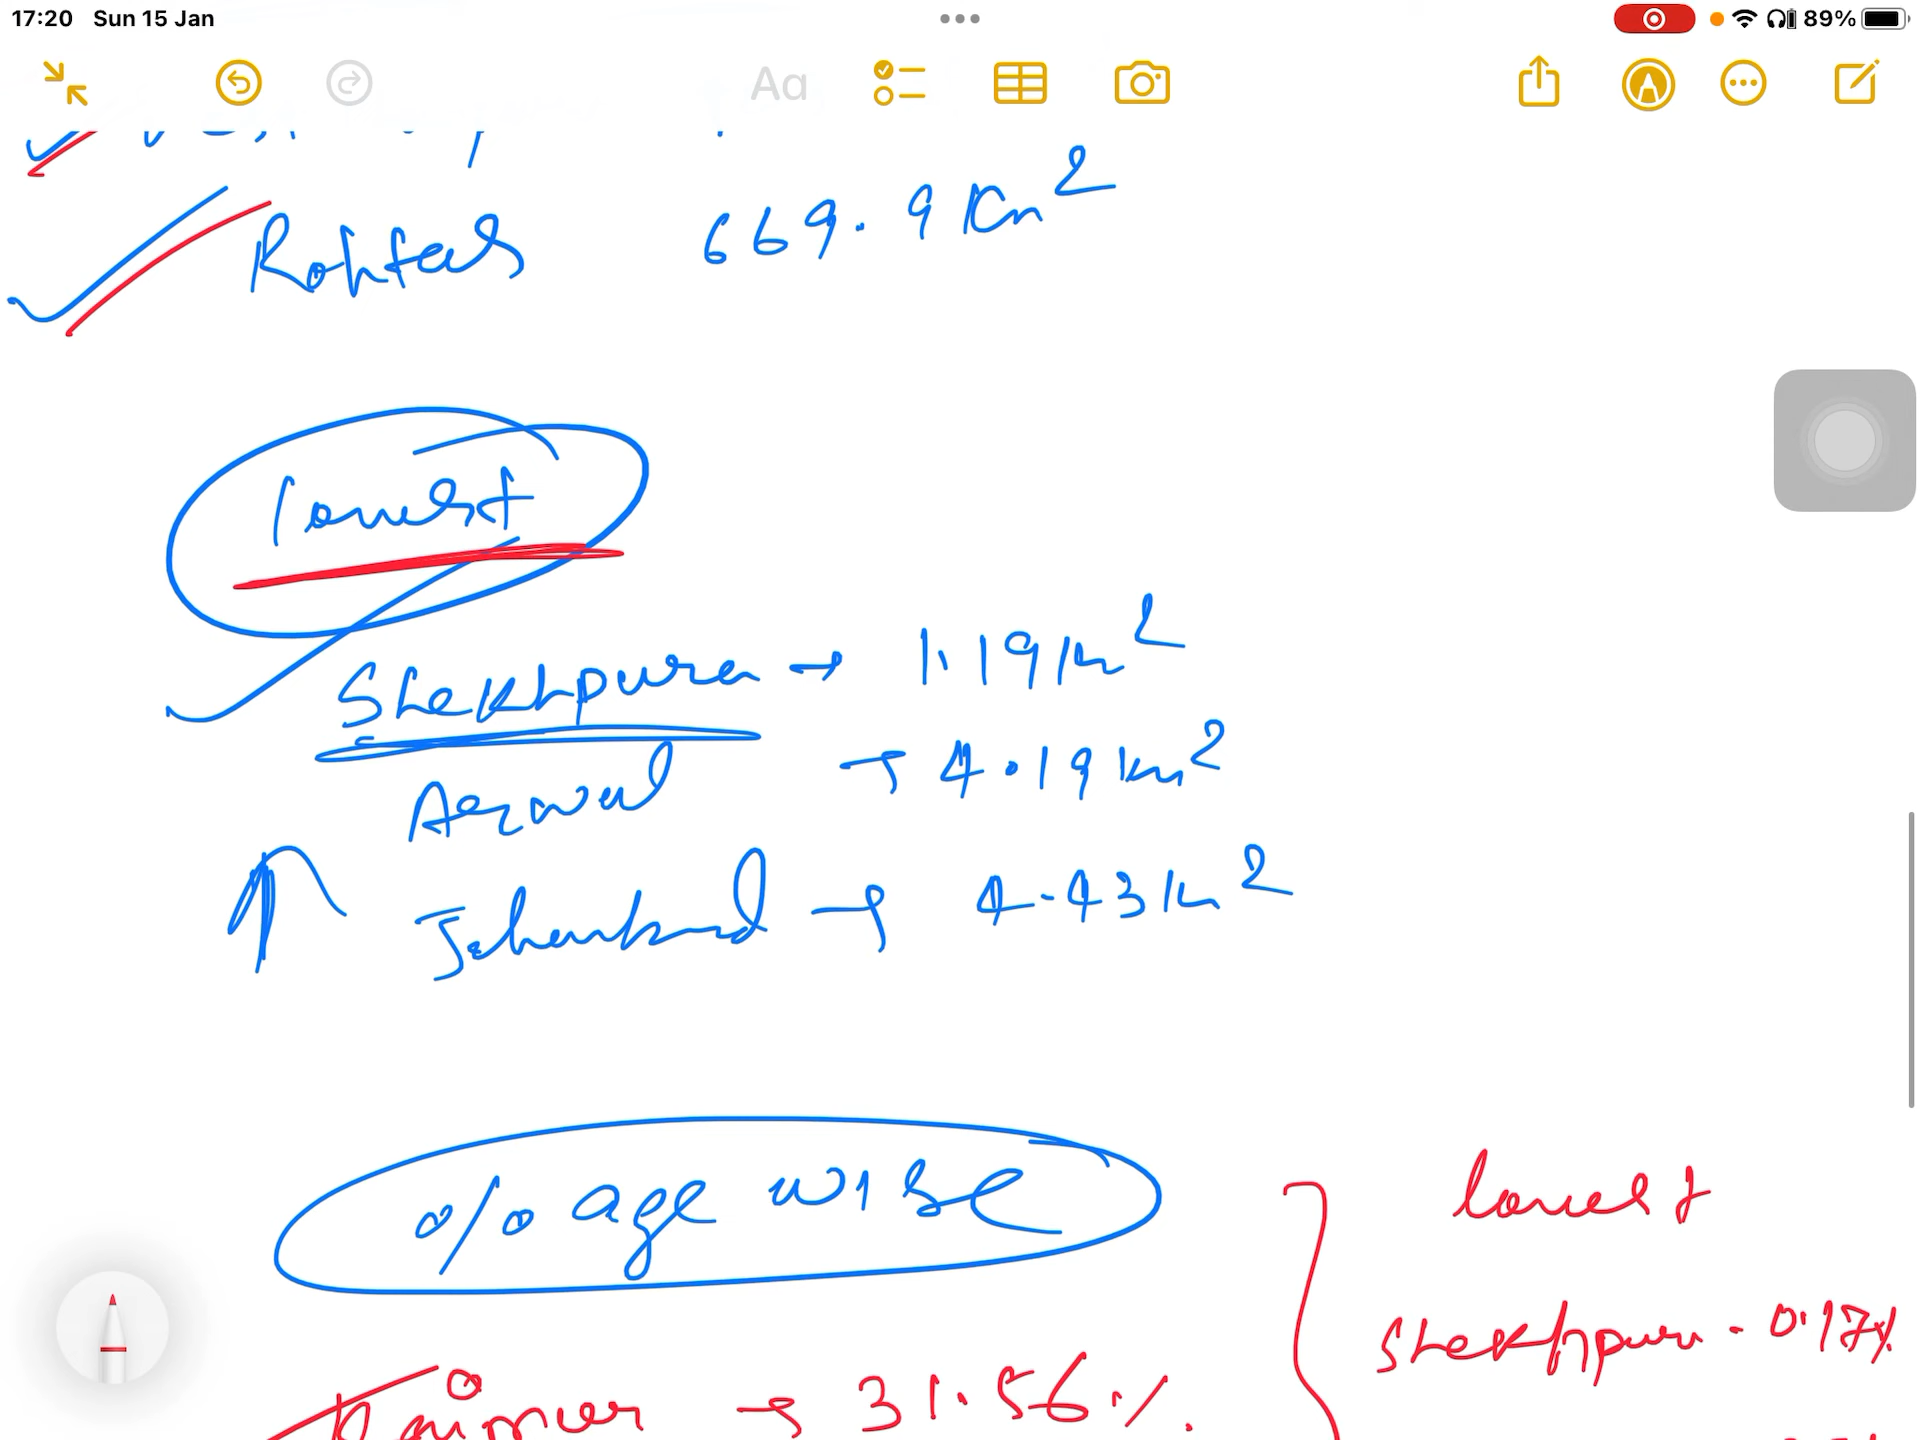 17:20 Sun 15 Jan
89%
Aa
Rohtas 669.9 Km²
lowest
Shekhpura → 1.19 km²
Arwal → 4.19 km²
Jehanabad → 4.43 km²
% age wise
lowest
Shekhpura - 0.17%
Kaimur → 31.56%